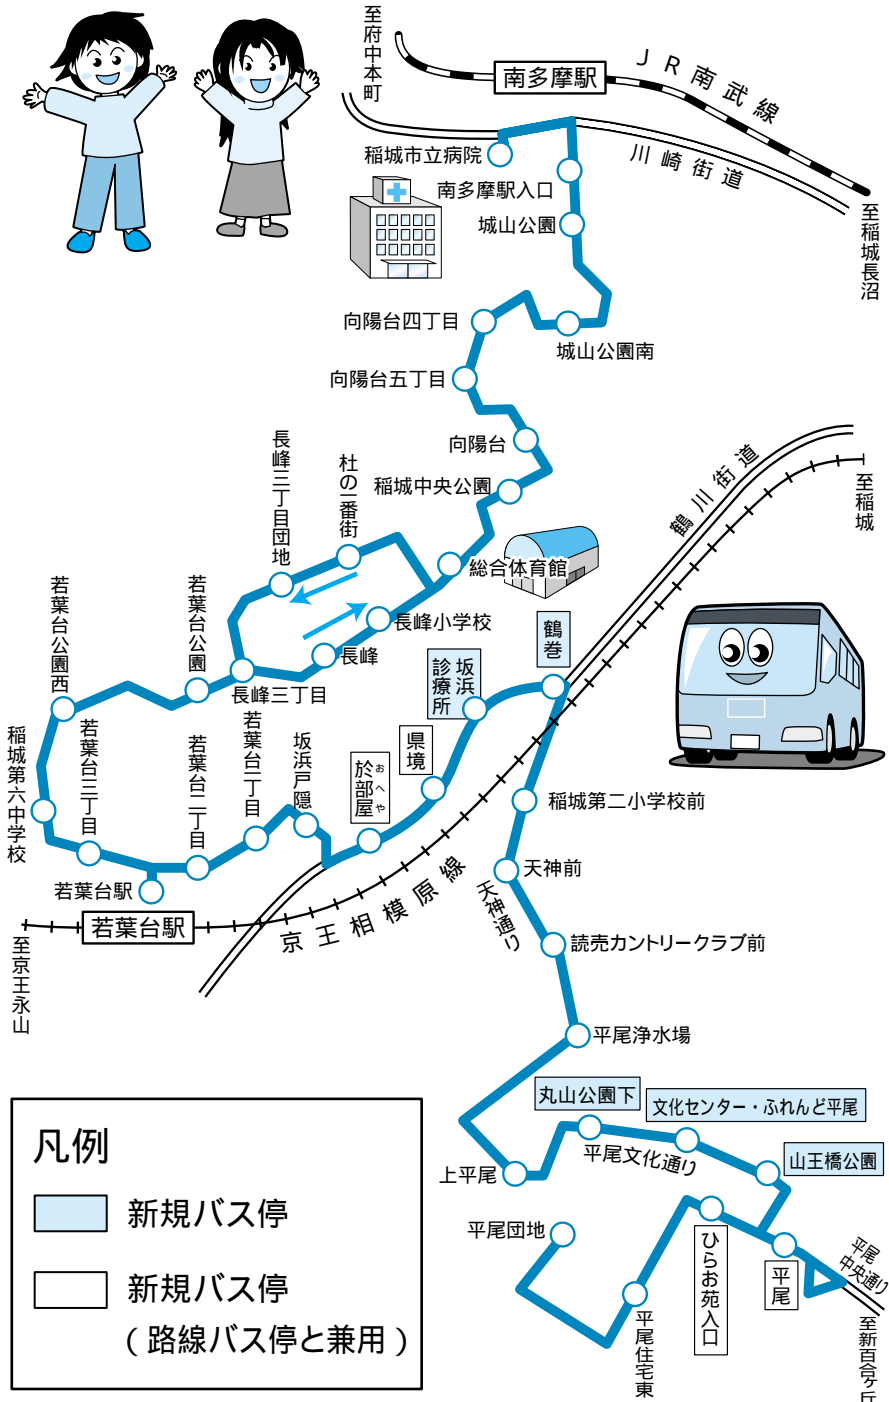 至府中本町
南多摩駅
JR南武線
川崎街道
至稲城長沼
稲城市立病院
南多摩駅入口
城山公園
城山公園南
向陽台四丁目
向陽台五丁目
向陽台
稲城中央公園
総合体育館
杜の一番街
長峰三丁目団地
長峰小学校
長峰
長峰三丁目
若葉台公園
若葉台公園西
稲城第六中学校
若葉台三丁目
若葉台駅
若葉台二丁目
若葉台一丁目
坂浜戸隠
於部屋
おへや
県境
坂浜
診療所
鶴巻
鶴川街道
至稲城
若葉台駅
至京王永山
京王相模原線
稲城第二小学校前
天神前
天神通り
読売カントリークラブ前
平尾浄水場
上平尾
丸山公園下
文化センター・ふれんど平尾
平尾文化通り
山王橋公園
平尾
平尾
中央通り
至新百合ヶ丘
ひらお苑入口
平尾住宅東
平尾団地
凡例
新規バス停
新規バス停
(路線バス停と兼用)